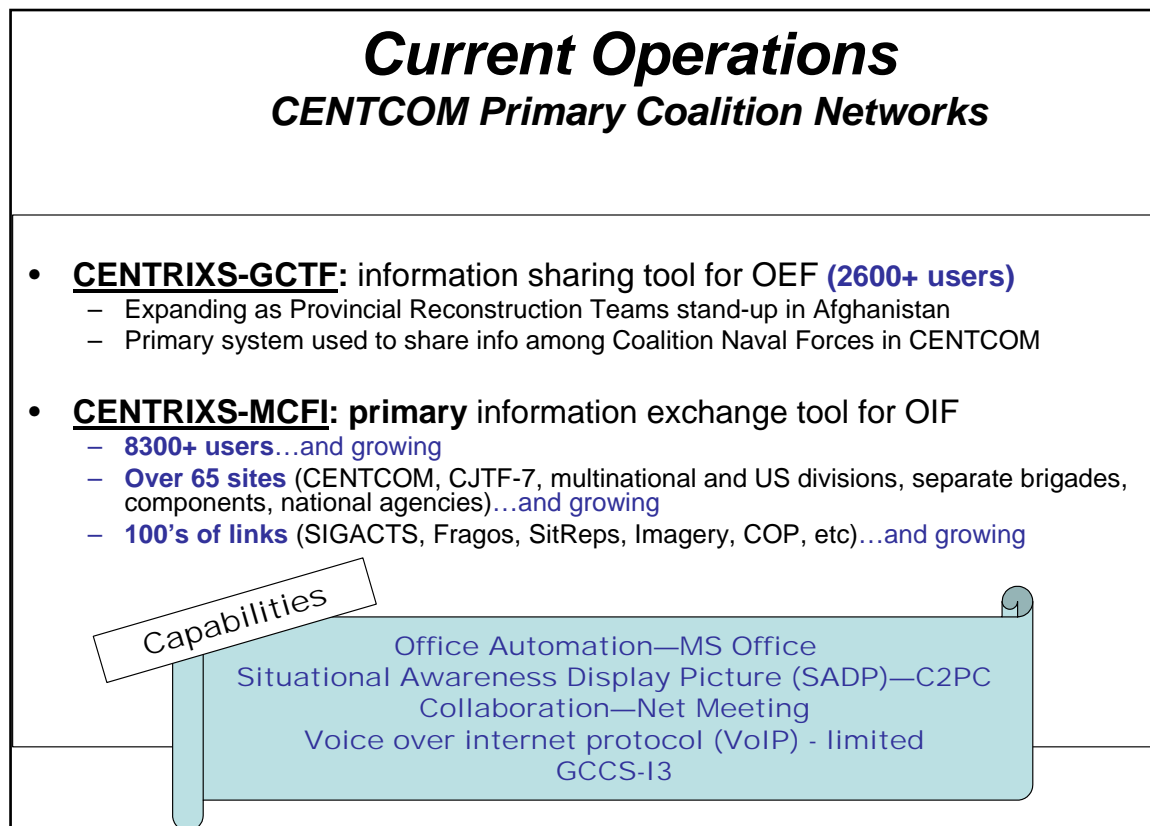 Current Operations
CENTCOM Primary Coalition Networks
• CENTRIXS-GCTF: information sharing tool for OEF (2600+ users)
– Expanding as Provincial Reconstruction Teams stand-up in Afghanistan
– Primary system used to share info among Coalition Naval Forces in CENTCOM
• CENTRIXS-MCFI: primary information exchange tool for OIF
– 8300+ users…and growing
– Over 65 sites (CENTCOM, CJTF-7, multinational and US divisions, separate brigades,
components, national agencies)…and growing
– 100’s of links (SIGACTS, Fragos, SitReps, Imagery, COP, etc)…and growing
Capabilities
Office Automation—MS Office
Situational Awareness Display Picture (SADP)—C2PC
Collaboration—Net Meeting
Voice over internet protocol (VoIP) - limited
GCCS-I3